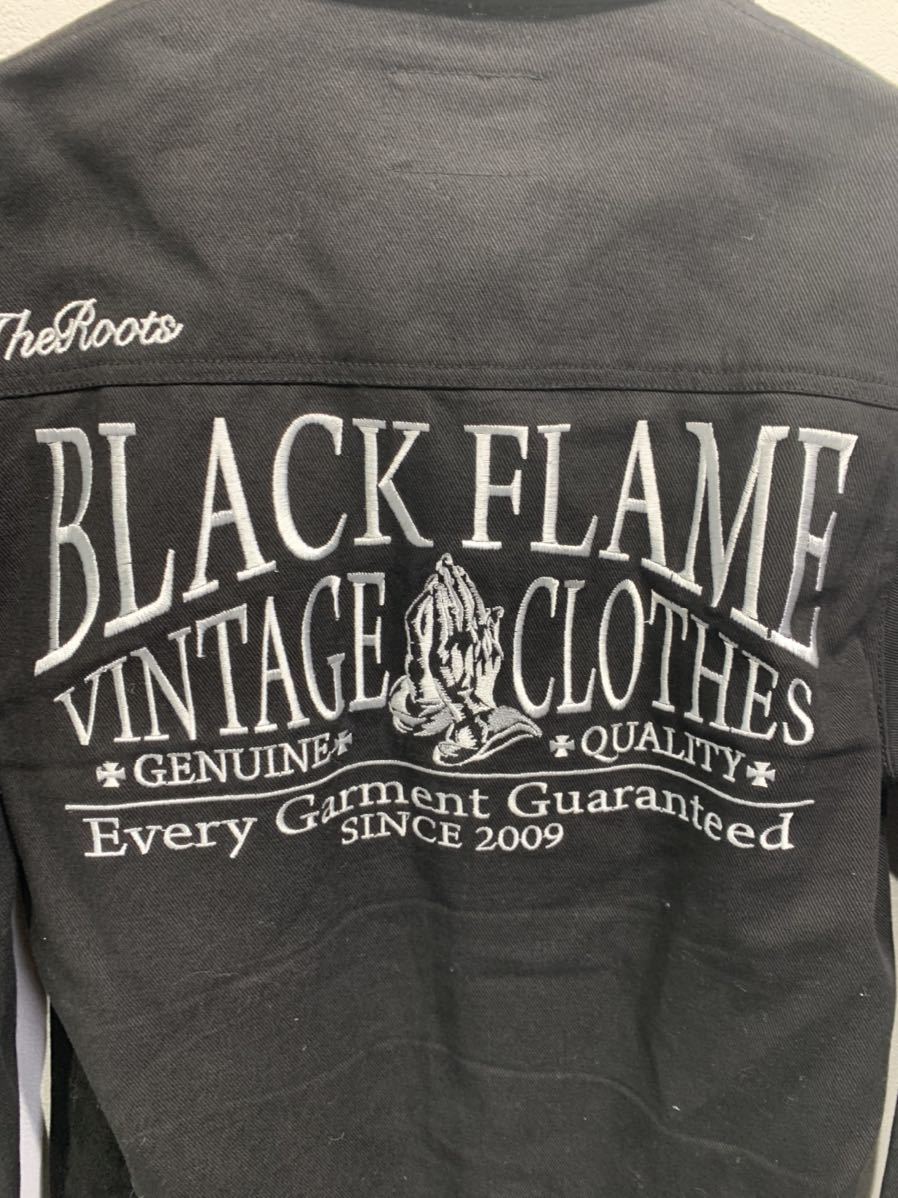 TheRoots
BLACK FLAME
VINTAGE CLOTHES
GENUINE QUALITY
Every Garment Guaranteed
SINCE 2009